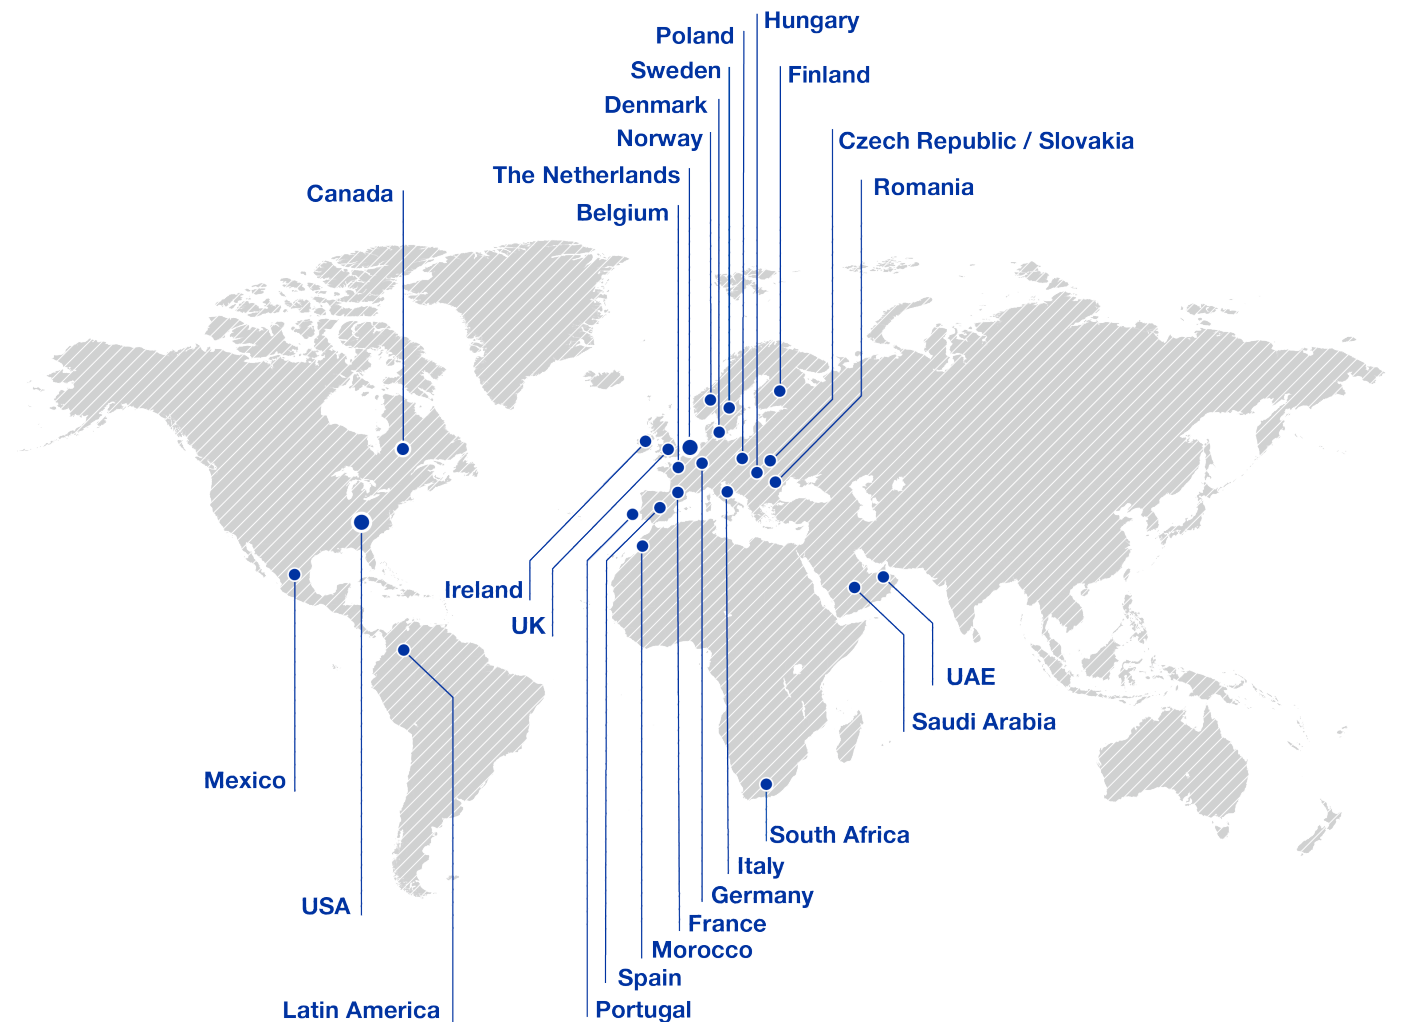 Hungary
Poland
Sweden
Finland
Denmark
Norway
Czech Republic / Slovakia
The Netherlands
Romania
Canada
Belgium
Ireland
UK
UAE
Saudi Arabia
Mexico
South Africa
Italy
Germany
USA
France
Morocco
Spain
Latin America
Portugal